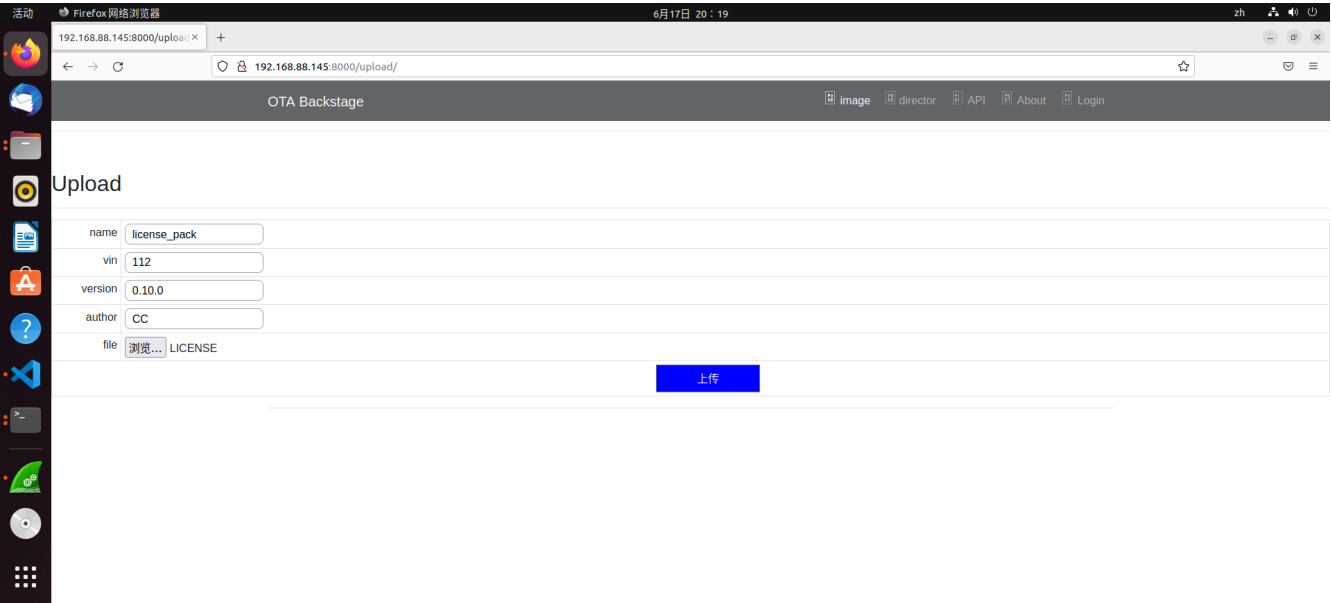 活动 Firefox 网络浏览器 6月17日 20：19 zh
192.168.88.145:8000/upload
192.168.88.145:8000/upload/
OTA Backstage image director API About Login
Upload
name license_pack
vin 112
version 0.10.0
author CC
file 浏览… LICENSE
上传